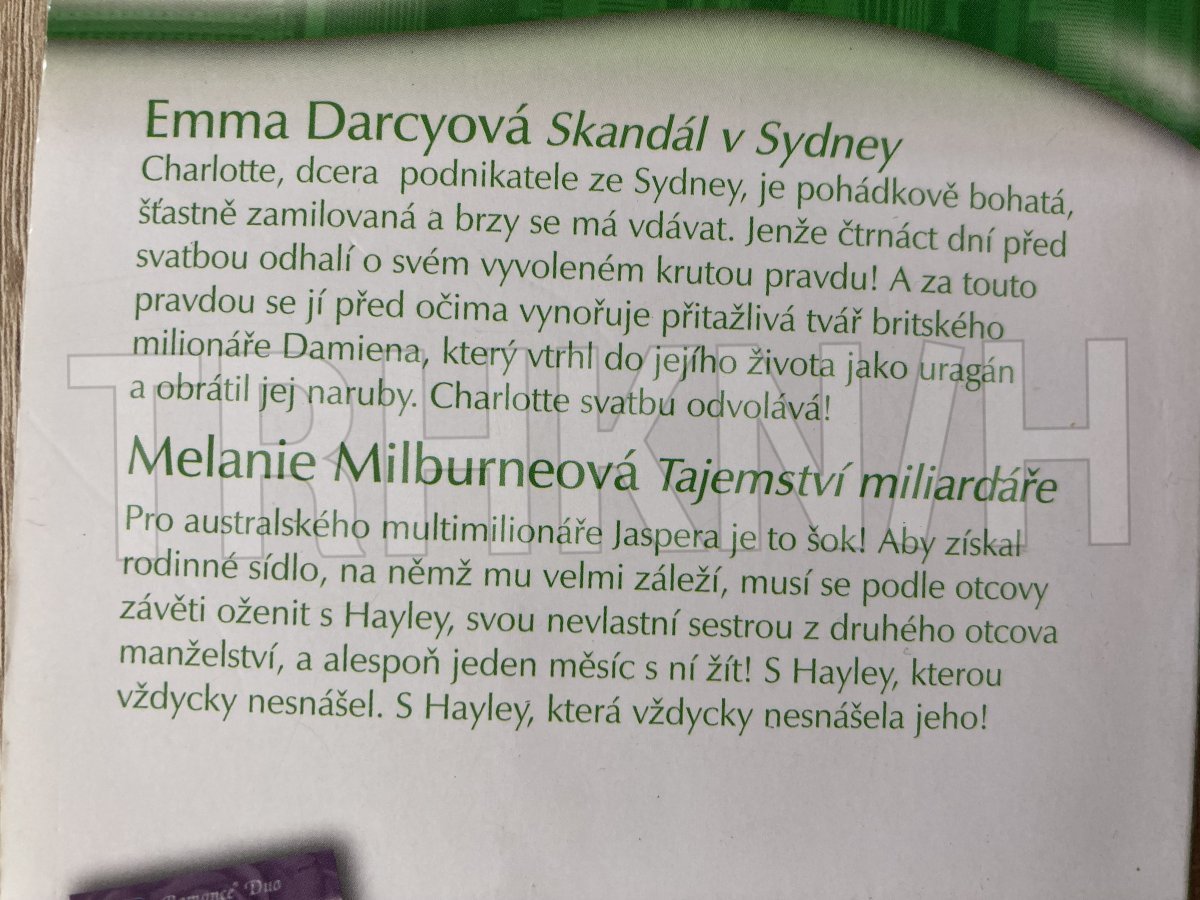 Emma Darcyová Skandál v Sydney
Charlotte, dcera podnikatele ze Sydney, je pohádkově bohatá,
šťastně zamilovaná a brzy se má vdávat. Jenže čtrnáct dní před
svatbou odhalí o svém vyvoleném krutou pravdu! A za touto
pravdou se jí před očima vynořuje přitažlivá tvář britského
milionáře Damiena, který vtrhl do jejího života jako uragán
a obrátil jej naruby. Charlotte svatbu odvolává!
TRHKNIH
Melanie Milburneová Tajemství miliardáře
Pro australského multimilionáře Jaspera je to šok! Aby získal
rodinné sídlo, na němž mu velmi záleží, musí se podle otcovy
závěti oženit s Hayley, svou nevlastní sestrou z druhého otcova
manželství, a alespoň jeden měsíc s ní žít! S Hayley, kterou
vždycky nesnášel. S Hayley, která vždycky nesnášela jeho!
Romance Duo